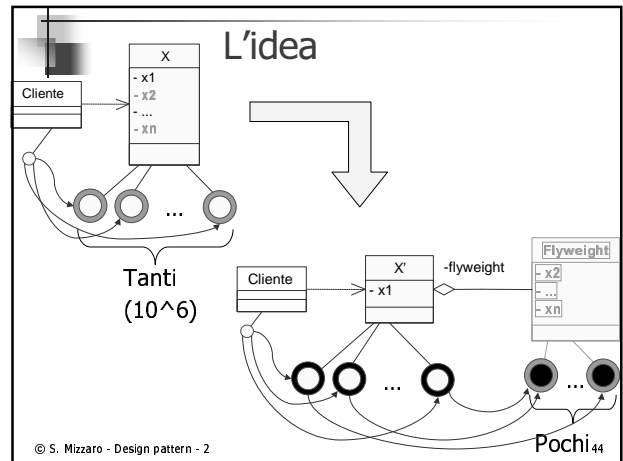 L'idea
X
- x1
- x2
- ...
- xn
Cliente
...
Tanti
(10^6)
Cliente
X'
- x1
-flyweight
Flyweight
- x2
- ...
- xn
...
...
Pochi
© S. Mizzaro - Design pattern - 2
44